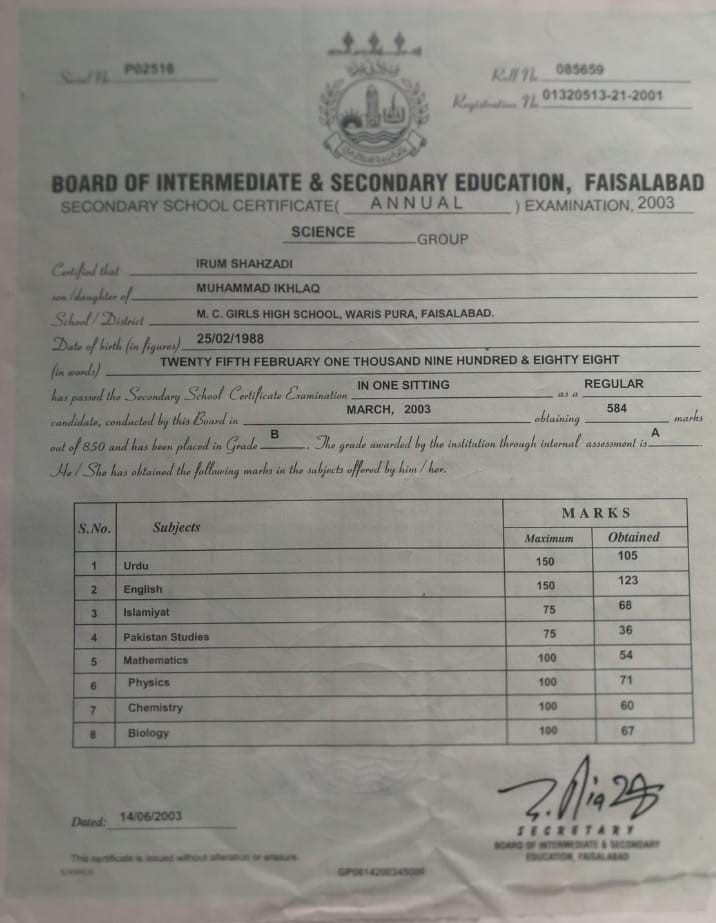 Serial No. P02516
Roll No. 085659
Registration No. 01320513-21-2001
BOARD OF INTERMEDIATE & SECONDARY EDUCATION, FAISALABAD
SECONDARY SCHOOL CERTIFICATE( ANNUAL ) EXAMINATION, 2003
SCIENCE GROUP
Certified that IRUM SHAHZADI
son/daughter of MUHAMMAD IKHLAQ
School/District M. C. GIRLS HIGH SCHOOL, WARIS PURA, FAISALABAD.
Date of birth (in figures) 25/02/1988
(in words) TWENTY FIFTH FEBRUARY ONE THOUSAND NINE HUNDRED & EIGHTY EIGHT
has passed the Secondary School Certificate Examination IN ONE SITTING as a REGULAR
candidate, conducted by this Board in MARCH, 2003 obtaining 584 marks
out of 850 and has been placed in Grade B. The grade awarded by the institution through internal assessment is A.
He/She has obtained the following marks in the subjects offered by him/her.
S.No. Subjects MARKS
Maximum Obtained
1 Urdu 150 105
2 English 150 123
3 Islamiyat 75 68
4 Pakistan Studies 75 36
5 Mathematics 100 54
6 Physics 100 71
7 Chemistry 100 60
8 Biology 100 67
Dated: 14/06/2003
SECRETARY
BOARD OF INTERMEDIATE & SECONDARY
EDUCATION, FAISALABAD
This certificate is issued without alteration or erasure.